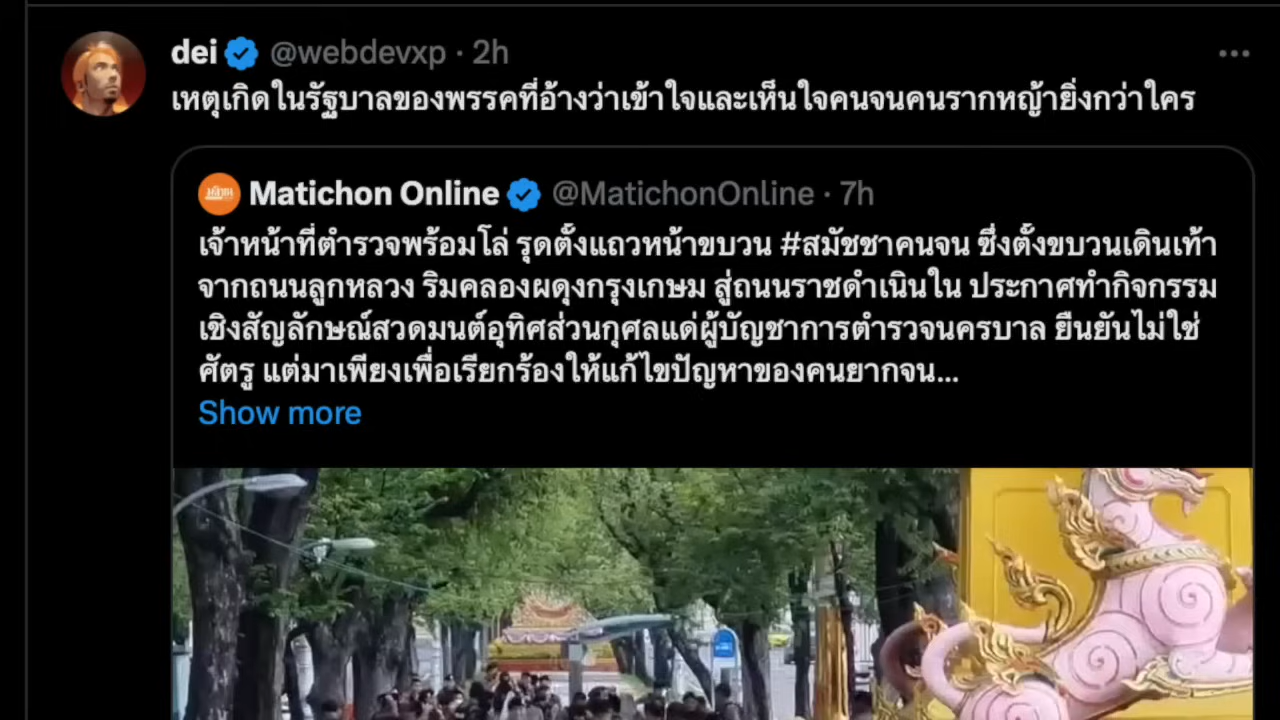 dei @webdevxp · 2h
เหตุเกิดในรัฐบาลของพรรคที่อ้างว่าเข้าใจและเห็นใจคนจนคนรากหญ้ายิ่งกว่าใคร
มติชน
Matichon Online @MatichonOnline · 7h
เจ้าหน้าที่ตำรวจพร้อมโล่ รุดตั้งแถวหน้าขบวน #สมัชชาคนจน ซึ่งตั้งขบวนเดินเท้า
จากถนนลูกหลวง ริมคลองผดุงกรุงเกษม สู่ถนนราชดำเนินใน ประกาศทำกิจกรรม
เชิงสัญลักษณ์สวดมนต์อุทิศส่วนกุศลแด่ผู้บัญชาการตำรวจนครบาล ยืนยันไม่ใช่
ศัตรู แต่มาเพียงเพื่อเรียกร้องให้แก้ไขปัญหาของคนยากจน...
Show more